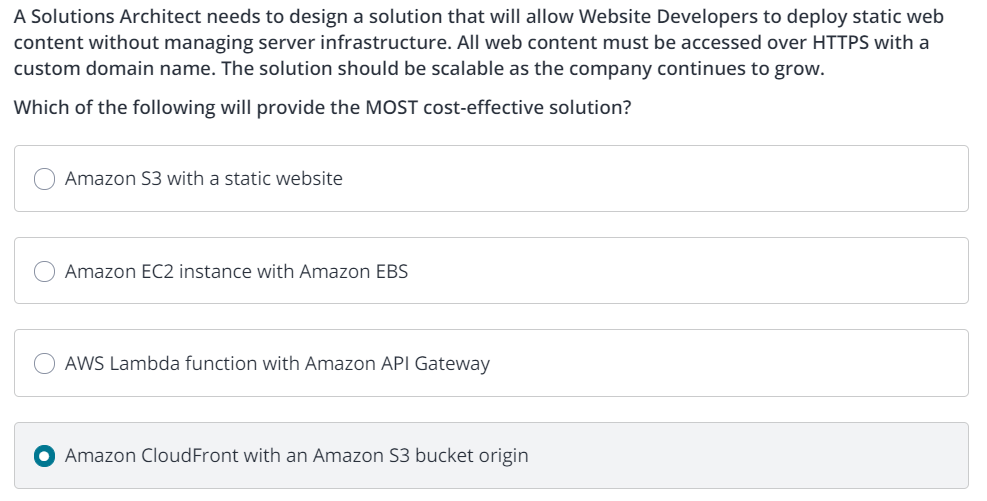 A Solutions Architect needs to design a solution that will allow Website Developers to deploy static web
content without managing server infrastructure. All web content must be accessed over HTTPS with a
custom domain name. The solution should be scalable as the company continues to grow.
Which of the following will provide the MOST cost-effective solution?
Amazon S3 with a static website
Amazon EC2 instance with Amazon EBS
AWS Lambda function with Amazon API Gateway
Amazon CloudFront with an Amazon S3 bucket origin